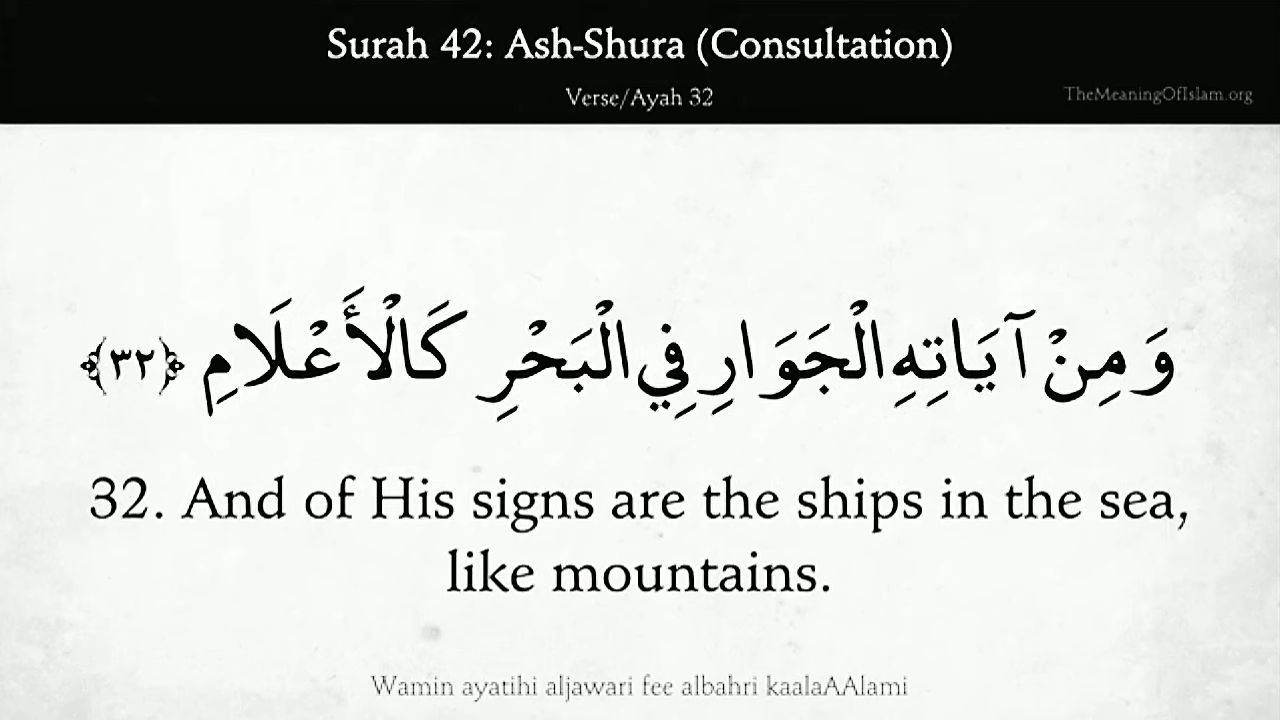 Surah 42: Ash-Shura (Consultation)
Verse/Ayah 32
TheMeaningOfIslam.org
وَمِنْ آيَاتِهِ الْجَوَارِ فِي الْبَحْرِ كَالْأَعْلَامِ ﴿٣٢﴾
32. And of His signs are the ships in the sea,
like mountains.
Wamin ayatihi aljawari fee albahri kaalaAAlami